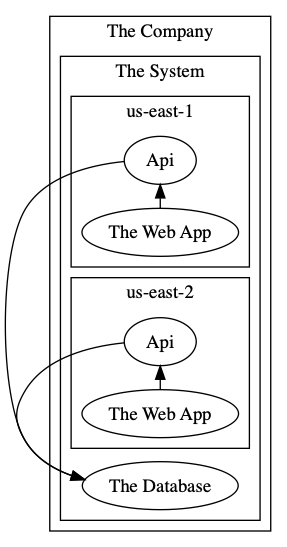 The Company
The System
us-east-1
Api
The Web App
us-east-2
Api
The Web App
The Database